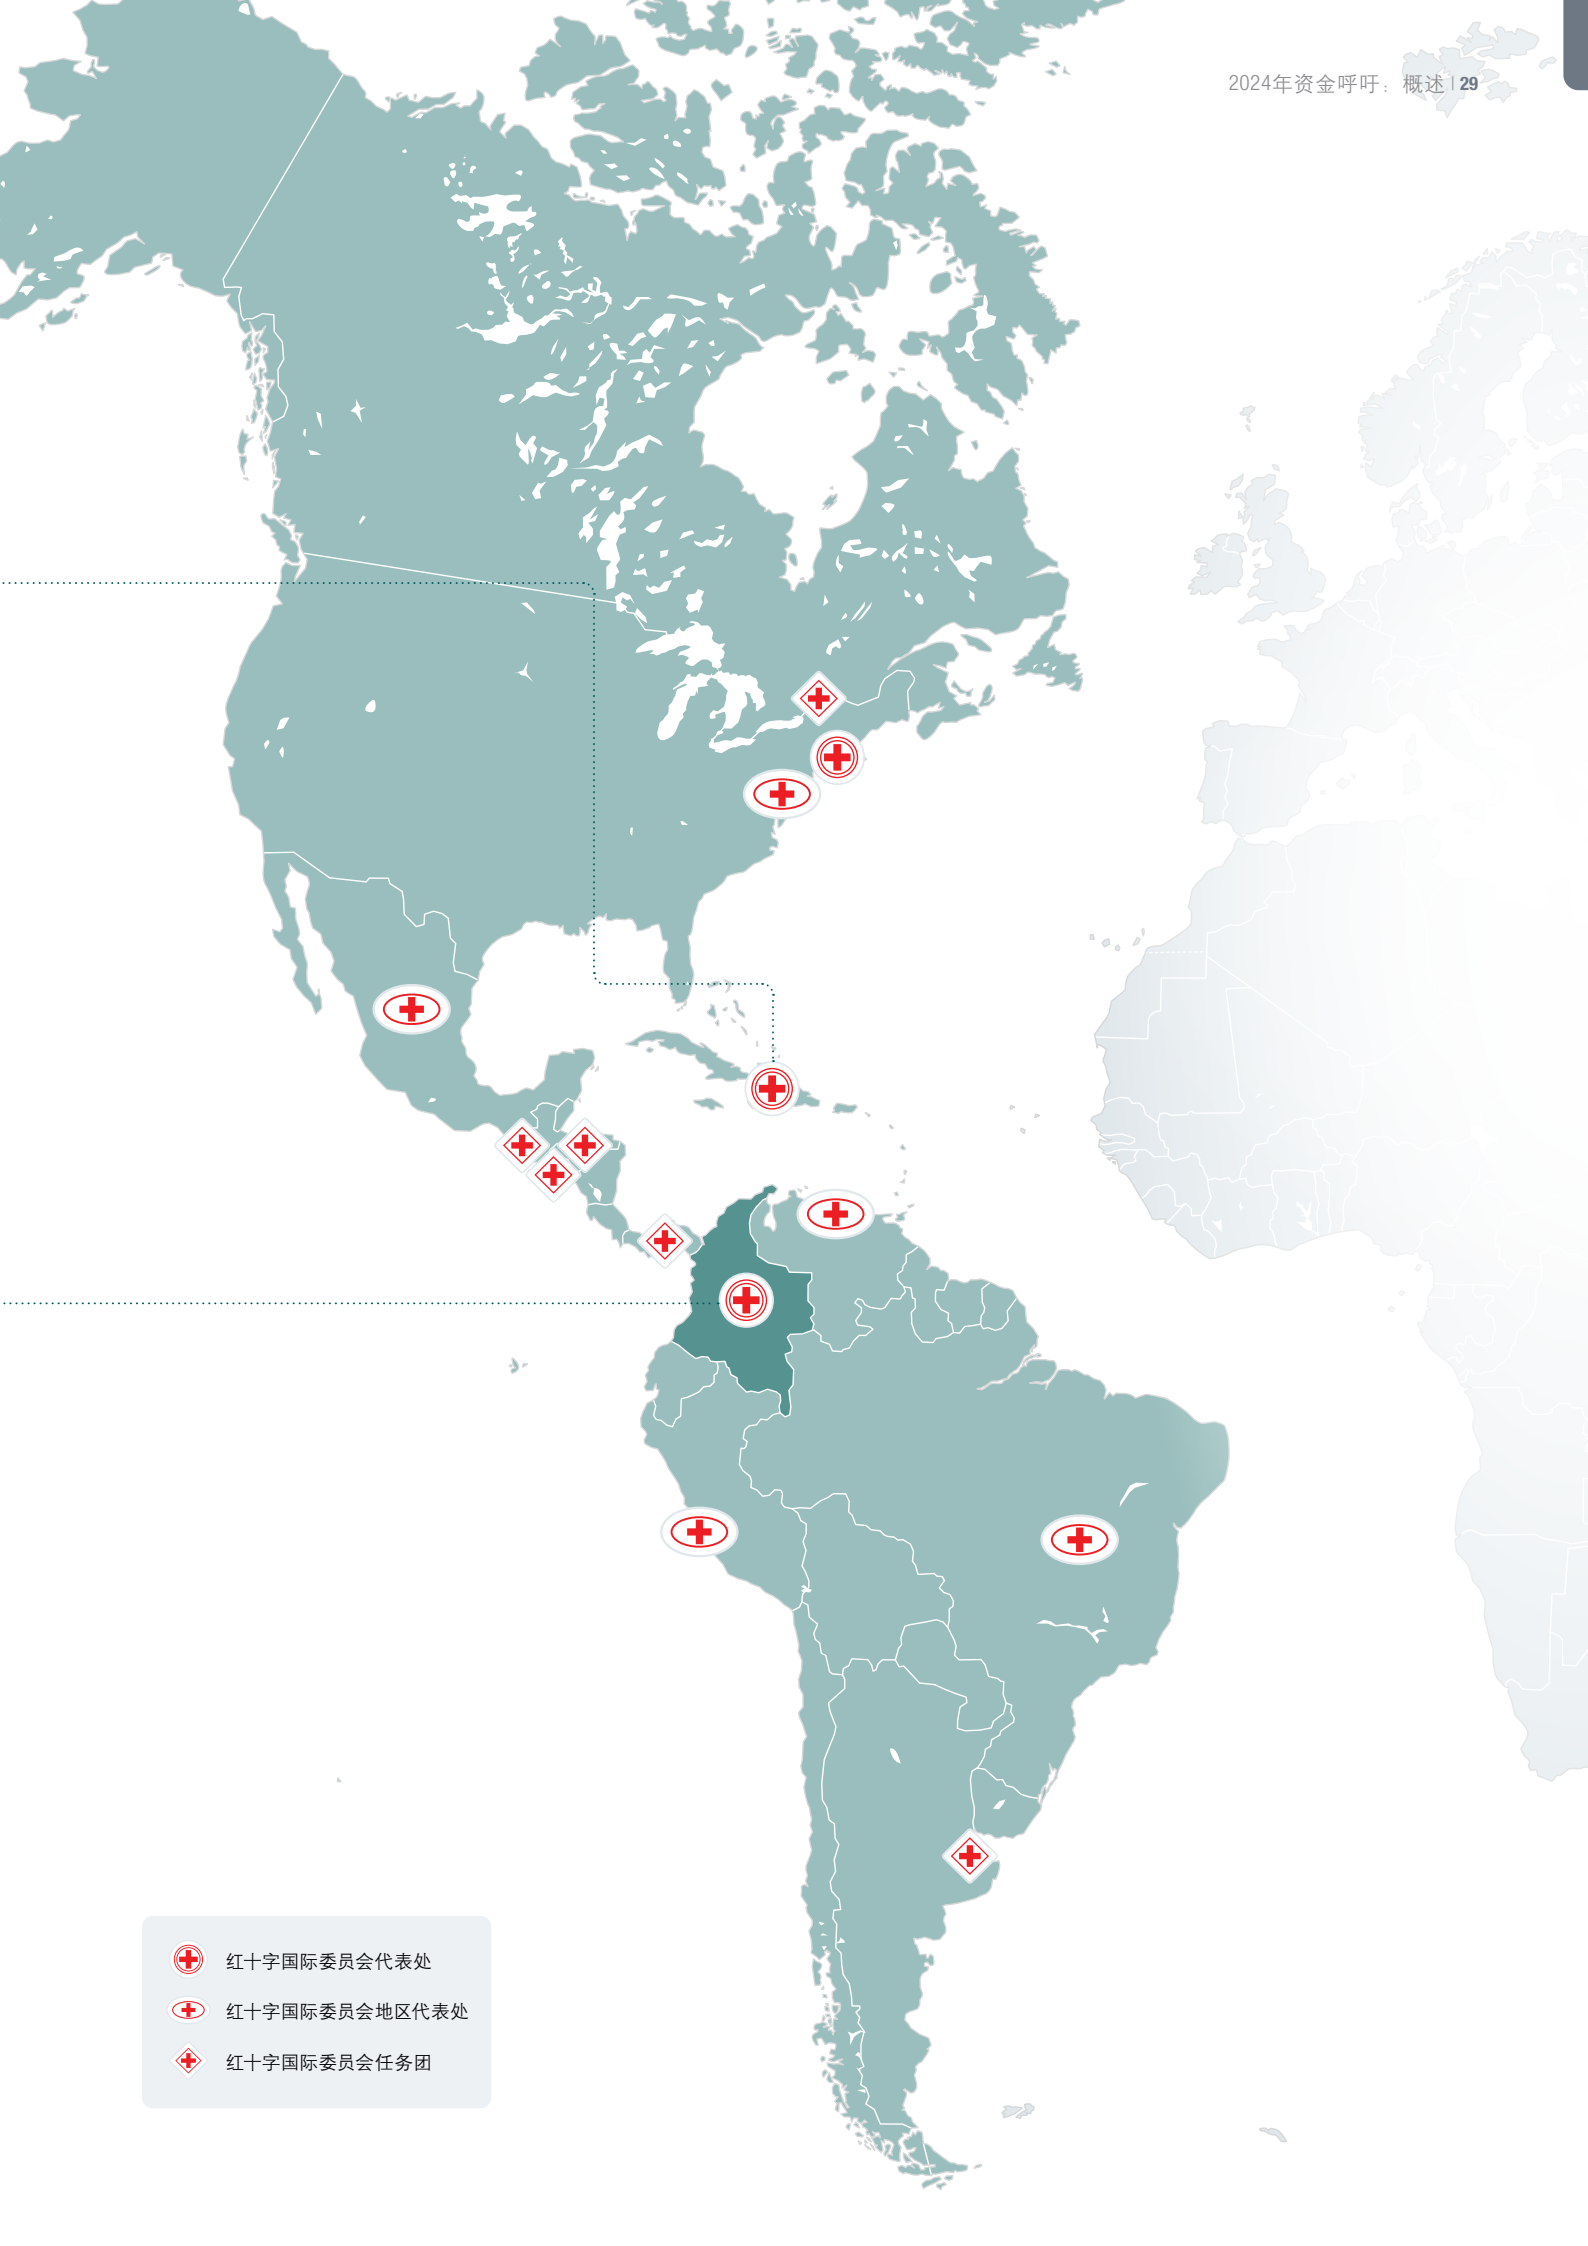 2024年资金呼吁：概述 | 29
红十字国际委员会代表处
红十字国际委员会地区代表处
红十字国际委员会任务团